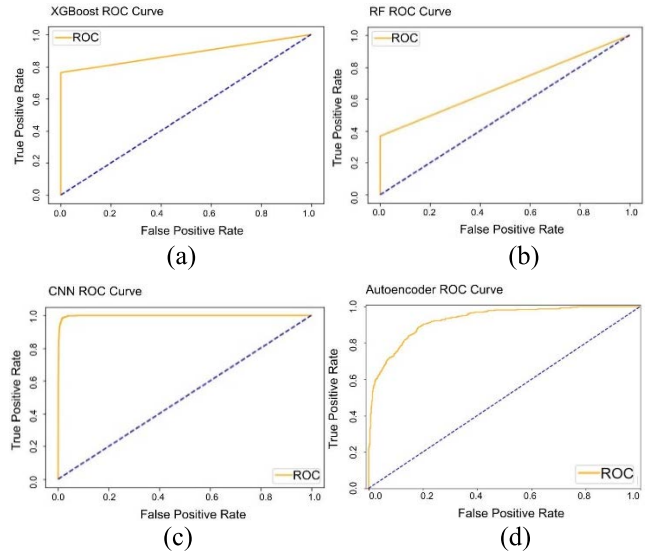 XGBoost ROC Curve
ROC
True Positive Rate
0.0 0.2 0.4 0.6 0.8 1.0
0.0 0.2 0.4 0.6 0.8 1.0
False Positive Rate
(a)
RF ROC Curve
ROC
True Positive Rate
0.0 0.2 0.4 0.6 0.8 1.0
0.0 0.2 0.4 0.6 0.8 1.0
False Positive Rate
(b)
CNN ROC Curve
True Positive Rate
0.0 0.2 0.4 0.6 0.8 1.0
ROC
0.0 0.2 0.4 0.6 0.8 1.0
False Positive Rate
(c)
Autoencoder ROC Curve
True Positive Rate
0.0 0.2 0.4 0.6 0.8 1.0
ROC
0.0 0.2 0.4 0.6 0.8 1.0
False Positive Rate
(d)